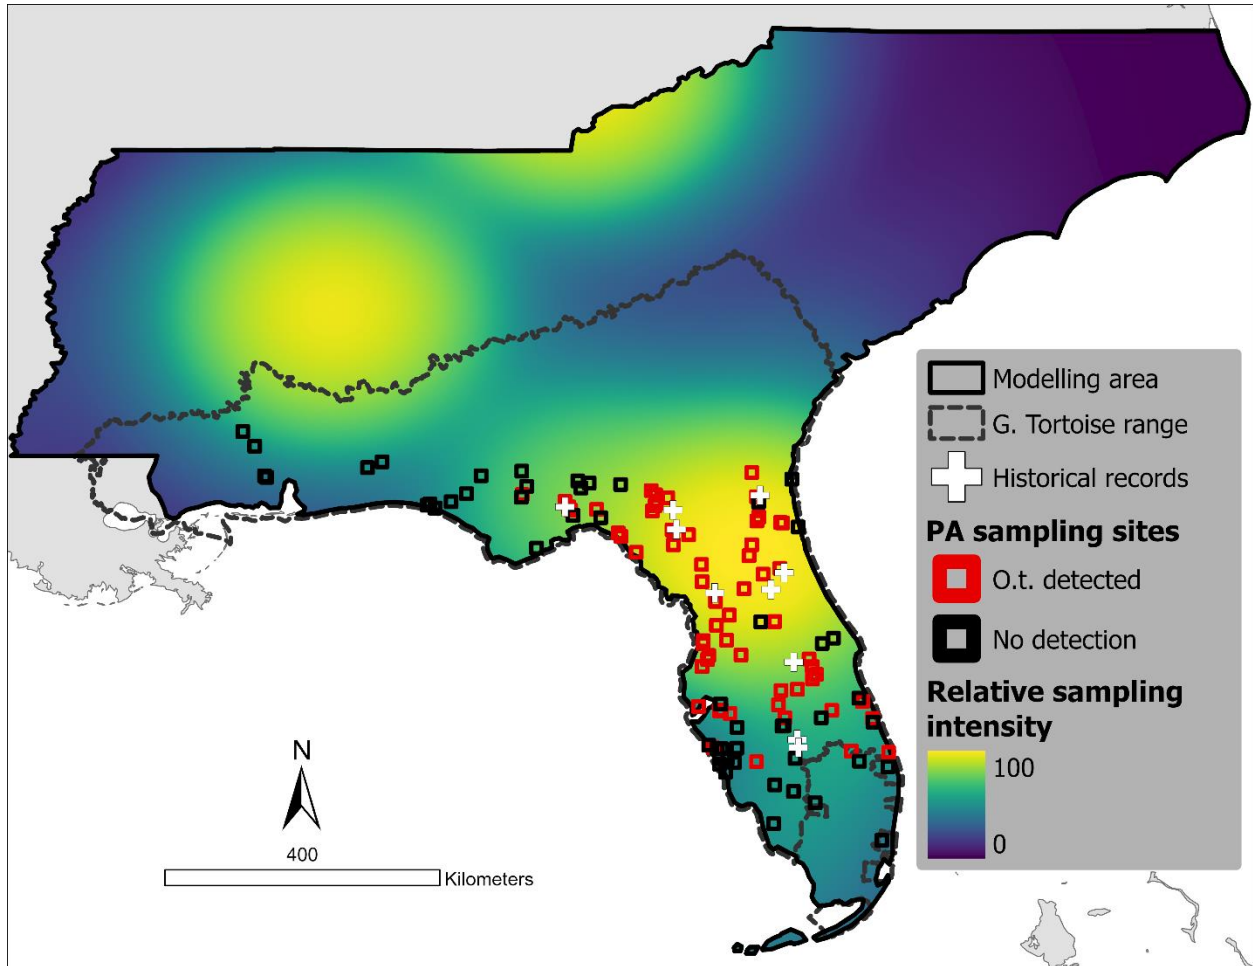 Modelling area
G. Tortoise range
Historical records
PA sampling sites
O.t. detected
No detection
Relative sampling
intensity
100
0
N
400
Kilometers